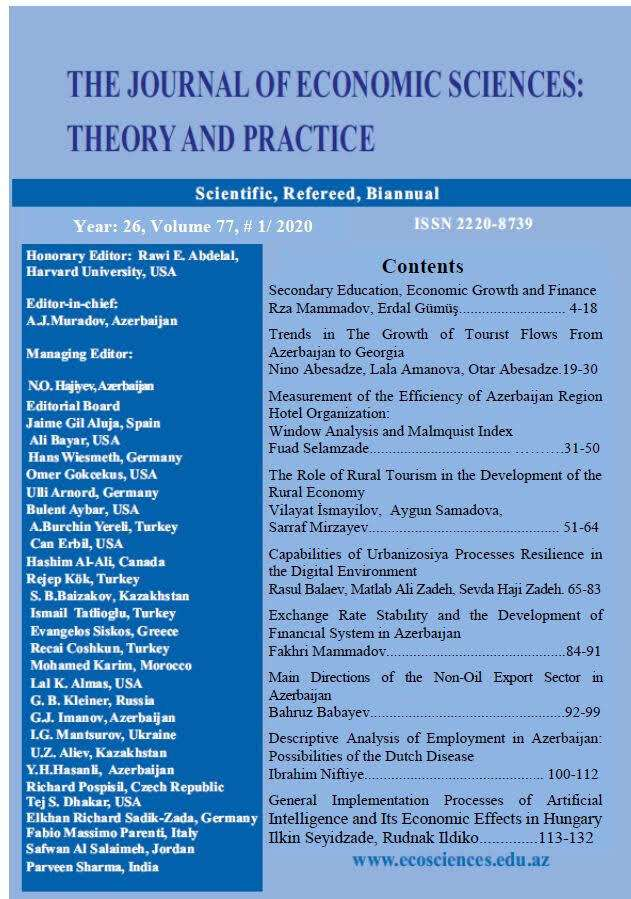 THE JOURNAL OF ECONOMIC SCIENCES:
THEORY AND PRACTICE
Scientific, Refereed, Biannual
Year: 26, Volume 77, # 1/ 2020
ISSN 2220-8739
Honorary Editor: Rawi E. Abdelal,
Harvard University, USA
Editor-in-chief:
A.J.Muradov, Azerbaijan
Managing Editor:
N.O. Hajiyev, Azerbaijan
Editorial Board
Jaime Gil Aluja, Spain
Ali Bayar, USA
Hans Wiesmeth, Germany
Omer Gokcekus, USA
Ulli Arnord, Germany
Bulent Aybar, USA
A.Burchin Yereli, Turkey
Can Erbil, USA
Hashim Al-Ali, Canada
Rejep Kök, Turkey
S. B.Baizakov, Kazakhstan
Ismail Tatlioglu, Turkey
Evangelos Siskos, Greece
Recai Coshkun, Turkey
Mohamed Karim, Morocco
Lal K. Almas, USA
G. B. Kleiner, Russia
G.J. Imanov, Azerbaijan
I.G. Mantsurov, Ukraine
U.Z. Aliev, Kazakhstan
Y.H.Hasanli, Azerbaijan
Richard Pospisil, Czech Republic
Tej S. Dhakar, USA
Elkhan Richard Sadik-Zada, Germany
Fabio Massimo Parenti, Italy
Safwan Al Salaimeh, Jordan
Parveen Sharma, India
Contents
Secondary Education, Economic Growth and Finance
Rza Mammadov, Erdal Gümüş.......................... 4-18
Trends in The Growth of Tourıst Flows From
Azerbaijan to Georgia
Nino Abesadze, Lala Amanova, Otar Abesadze.19-30
Measurement of the Efficiency of Azerbaijan Region
Hotel Organization:
Window Analysis and Malmquist Index
Fuad Selamzade.................................. ............31-50
The Role of Rural Tourism in the Development of the
Rural Economy
Vilayat İsmayilov, Aygun Samadova,
Sarraf Mirzayev.............................................. 51-64
Capabilities of Urbanizosiya Processes Resilience in
the Digital Environment
Rasul Balaev, Matlab Ali Zadeh, Sevda Haji Zadeh. 65-83
Exchange Rate Stabılıty and the Development of
Fınancıal System in Azerbaıjan
Fakhri Mammadov...........................................84-91
Main Directions of the Non-Oil Export Sector in
Azerbaijan
Bahruz Babayev...............................................92-99
Descriptive Analysis of Employment in Azerbaijan:
Possibilities of the Dutch Disease
Ibrahim Niftiye........................................... 100-112
General Implementation Processes of Artificial
Intelligence and Its Economic Effects in Hungary
Ilkin Seyidzade, Rudnak Ildiko.............113-132
www.ecosciences.edu.az